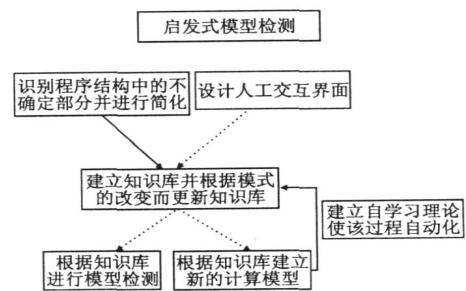 启发式模型检测
识别程序结构中的不
确定部分并进行简化
设计人工交互界面
建立知识库并根据模式
的改变而更新知识库
建立自学习理论
使该过程自动化
根据知识库
进行模型检测
根据知识库建立
新的计算模型